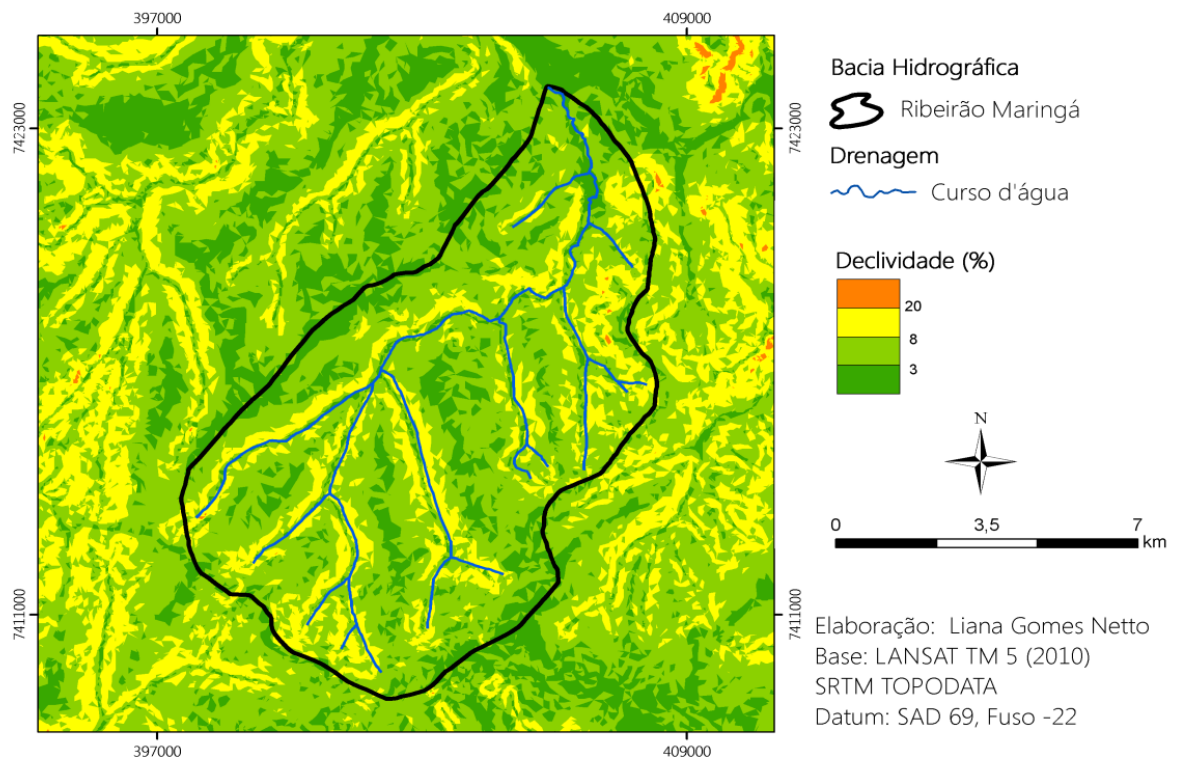 397000
409000
7423000
7423000
7411000
7411000
397000
409000
Bacia Hidrográfica
Ribeirão Maringá
Drenagem
Curso d'água
Declividade (%)
20
8
3
N
0
3,5
7
km
Elaboração: Liana Gomes Netto
Base: LANSAT TM 5 (2010)
SRTM TOPODATA
Datum: SAD 69, Fuso -22